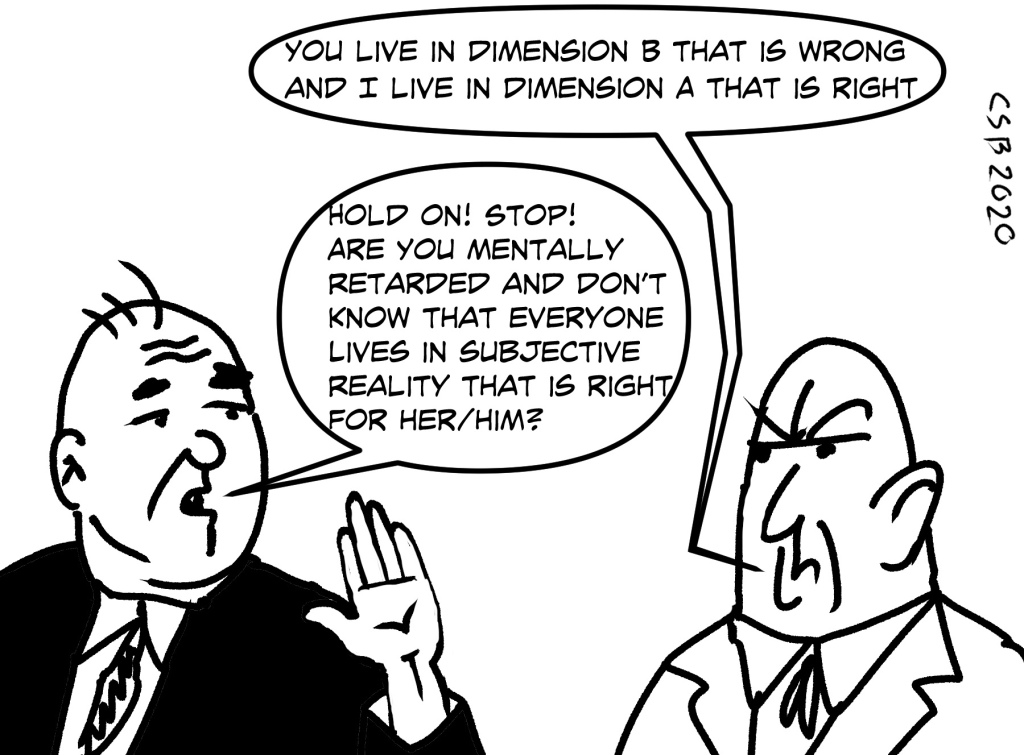 YOU LIVE IN DIMENSION B THAT IS WRONG
AND I LIVE IN DIMENSION A THAT IS RIGHT
HOLD ON! STOP!
ARE YOU MENTALLY
RETARDED AND DON'T
KNOW THAT EVERYONE
LIVES IN SUBJECTIVE
REALITY THAT IS RIGHT
FOR HER/HIM?
CSB 2020